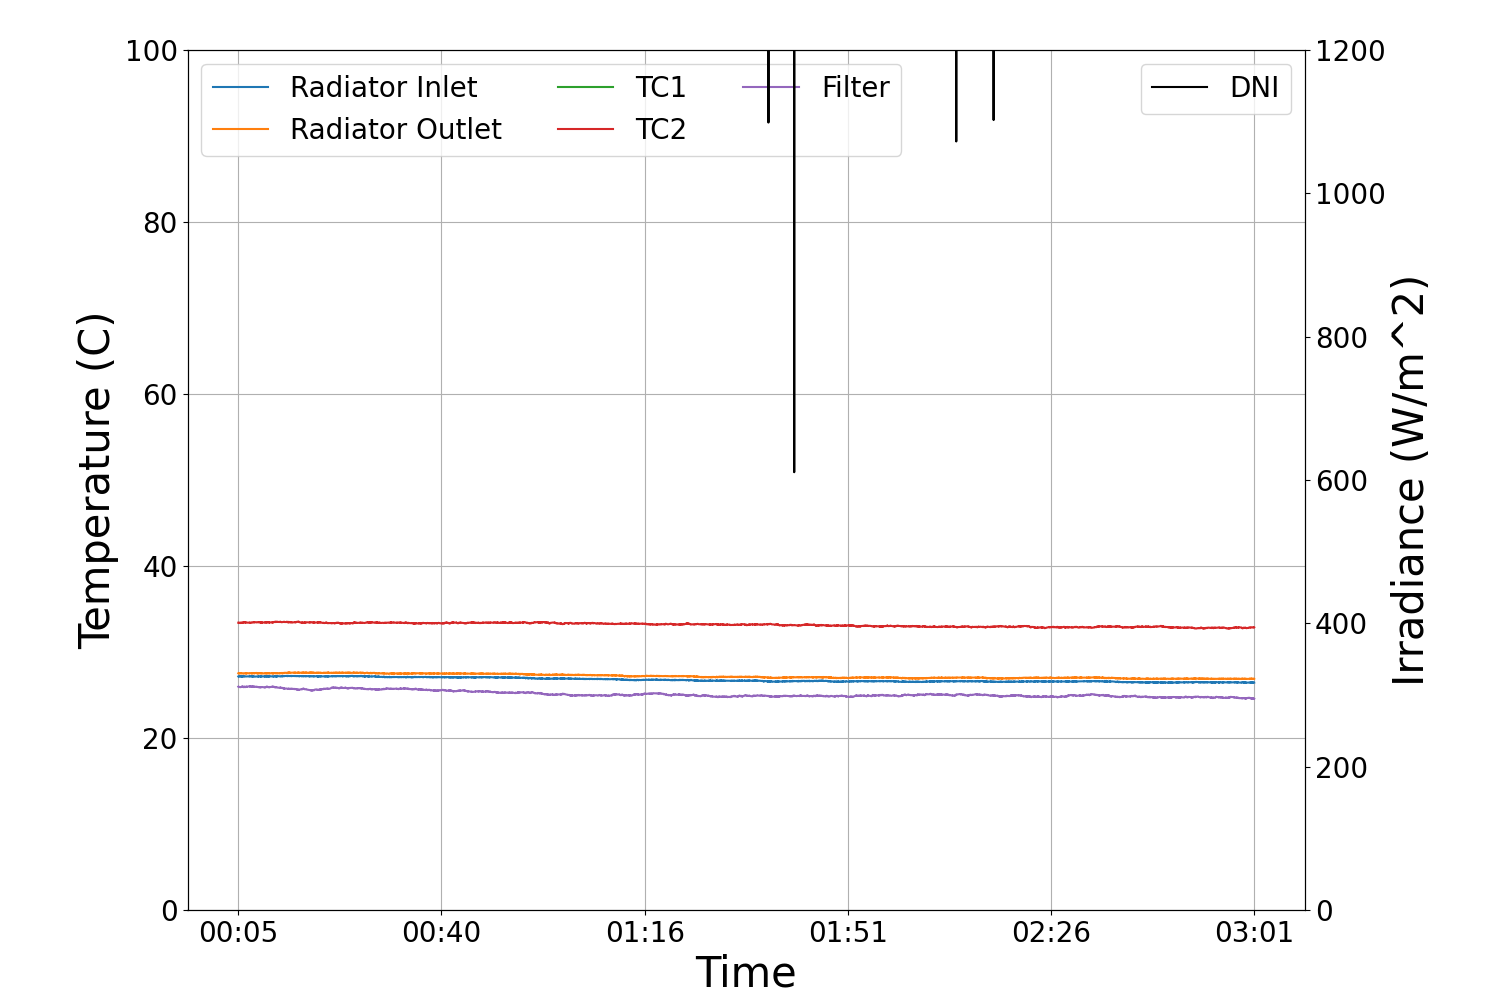 Radiator Inlet
Radiator Outlet
TC1
TC2
Filter
DNI
Temperature (C)
100
80
60
40
20
0
1200
1000
800
600
400
200
0
Irradiance (W/m^2)
00:05 00:40 01:16 01:51 02:26 03:01
Time